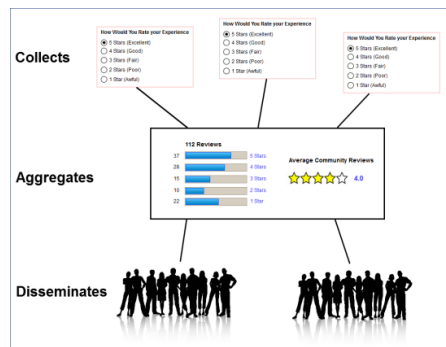 How Would You Rate your Experience
5 Stars (Excellent)
4 Stars (Good)
3 Stars (Fair)
2 Stars (Poor)
1 Star (Awful)
How Would You Rate your Experience
5 Stars (Excellent)
4 Stars (Good)
3 Stars (Fair)
2 Stars (Poor)
1 Star (Awful)
How Would You Rate your Experience
5 Stars (Excellent)
4 Stars (Good)
3 Stars (Fair)
2 Stars (Poor)
1 Star (Awful)
Collects
Aggregates
112 Reviews
37 5 Stars
28 4 Stars
15 3 Stars
10 2 Stars
22 1 Star
Average Community Reviews
4.0
Disseminates